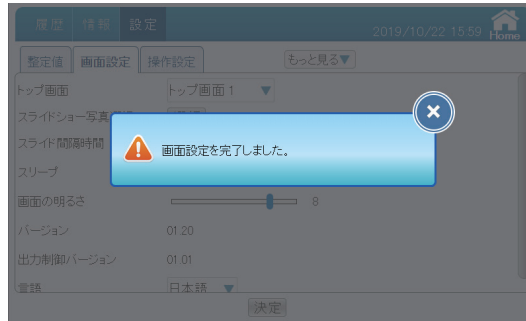 履歴 情報 設定 2019/10/22 15:59 Home
整定値 画面設定 操作設定 もっと見る▼
トップ画面 トップ画面 1 ▼
スライドショー写真
スライド間隔時間
画面設定を完了しました。
スリープ
画面の明るさ 8
バージョン 01.20
出力制御バージョン 01.01
言語 日本語 ▼
決定